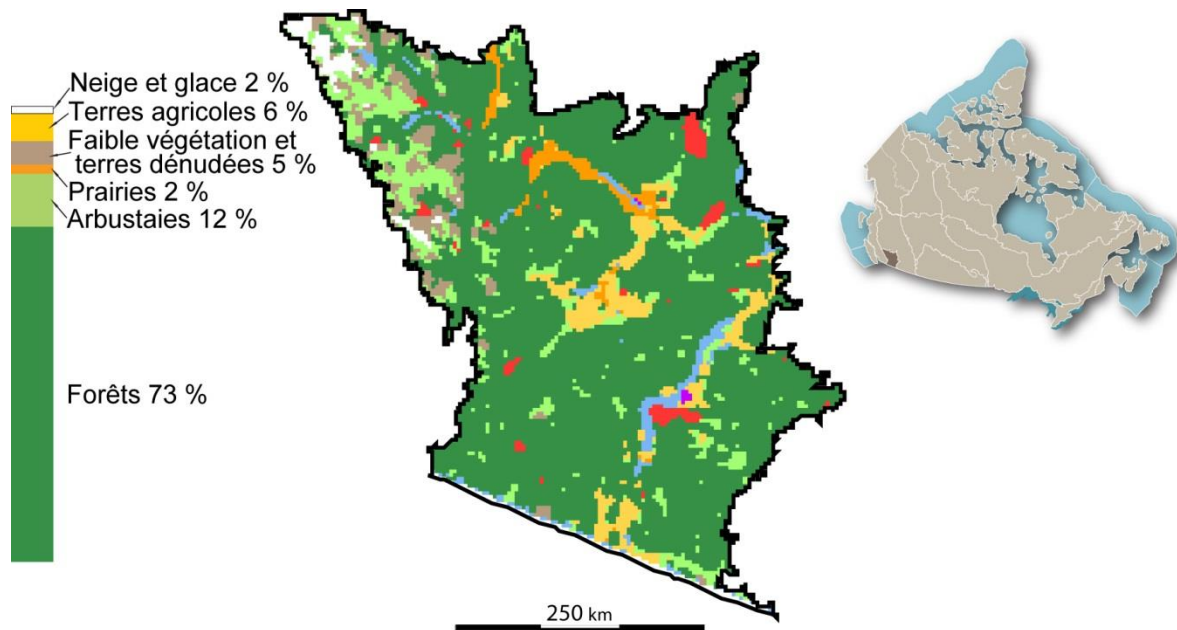 Neige et glace 2 %
Terres agricoles 6 %
Faible végétation et
terres dénudées 5 %
Prairies 2 %
Arbustaies 12 %
Forêts 73 %
250 km